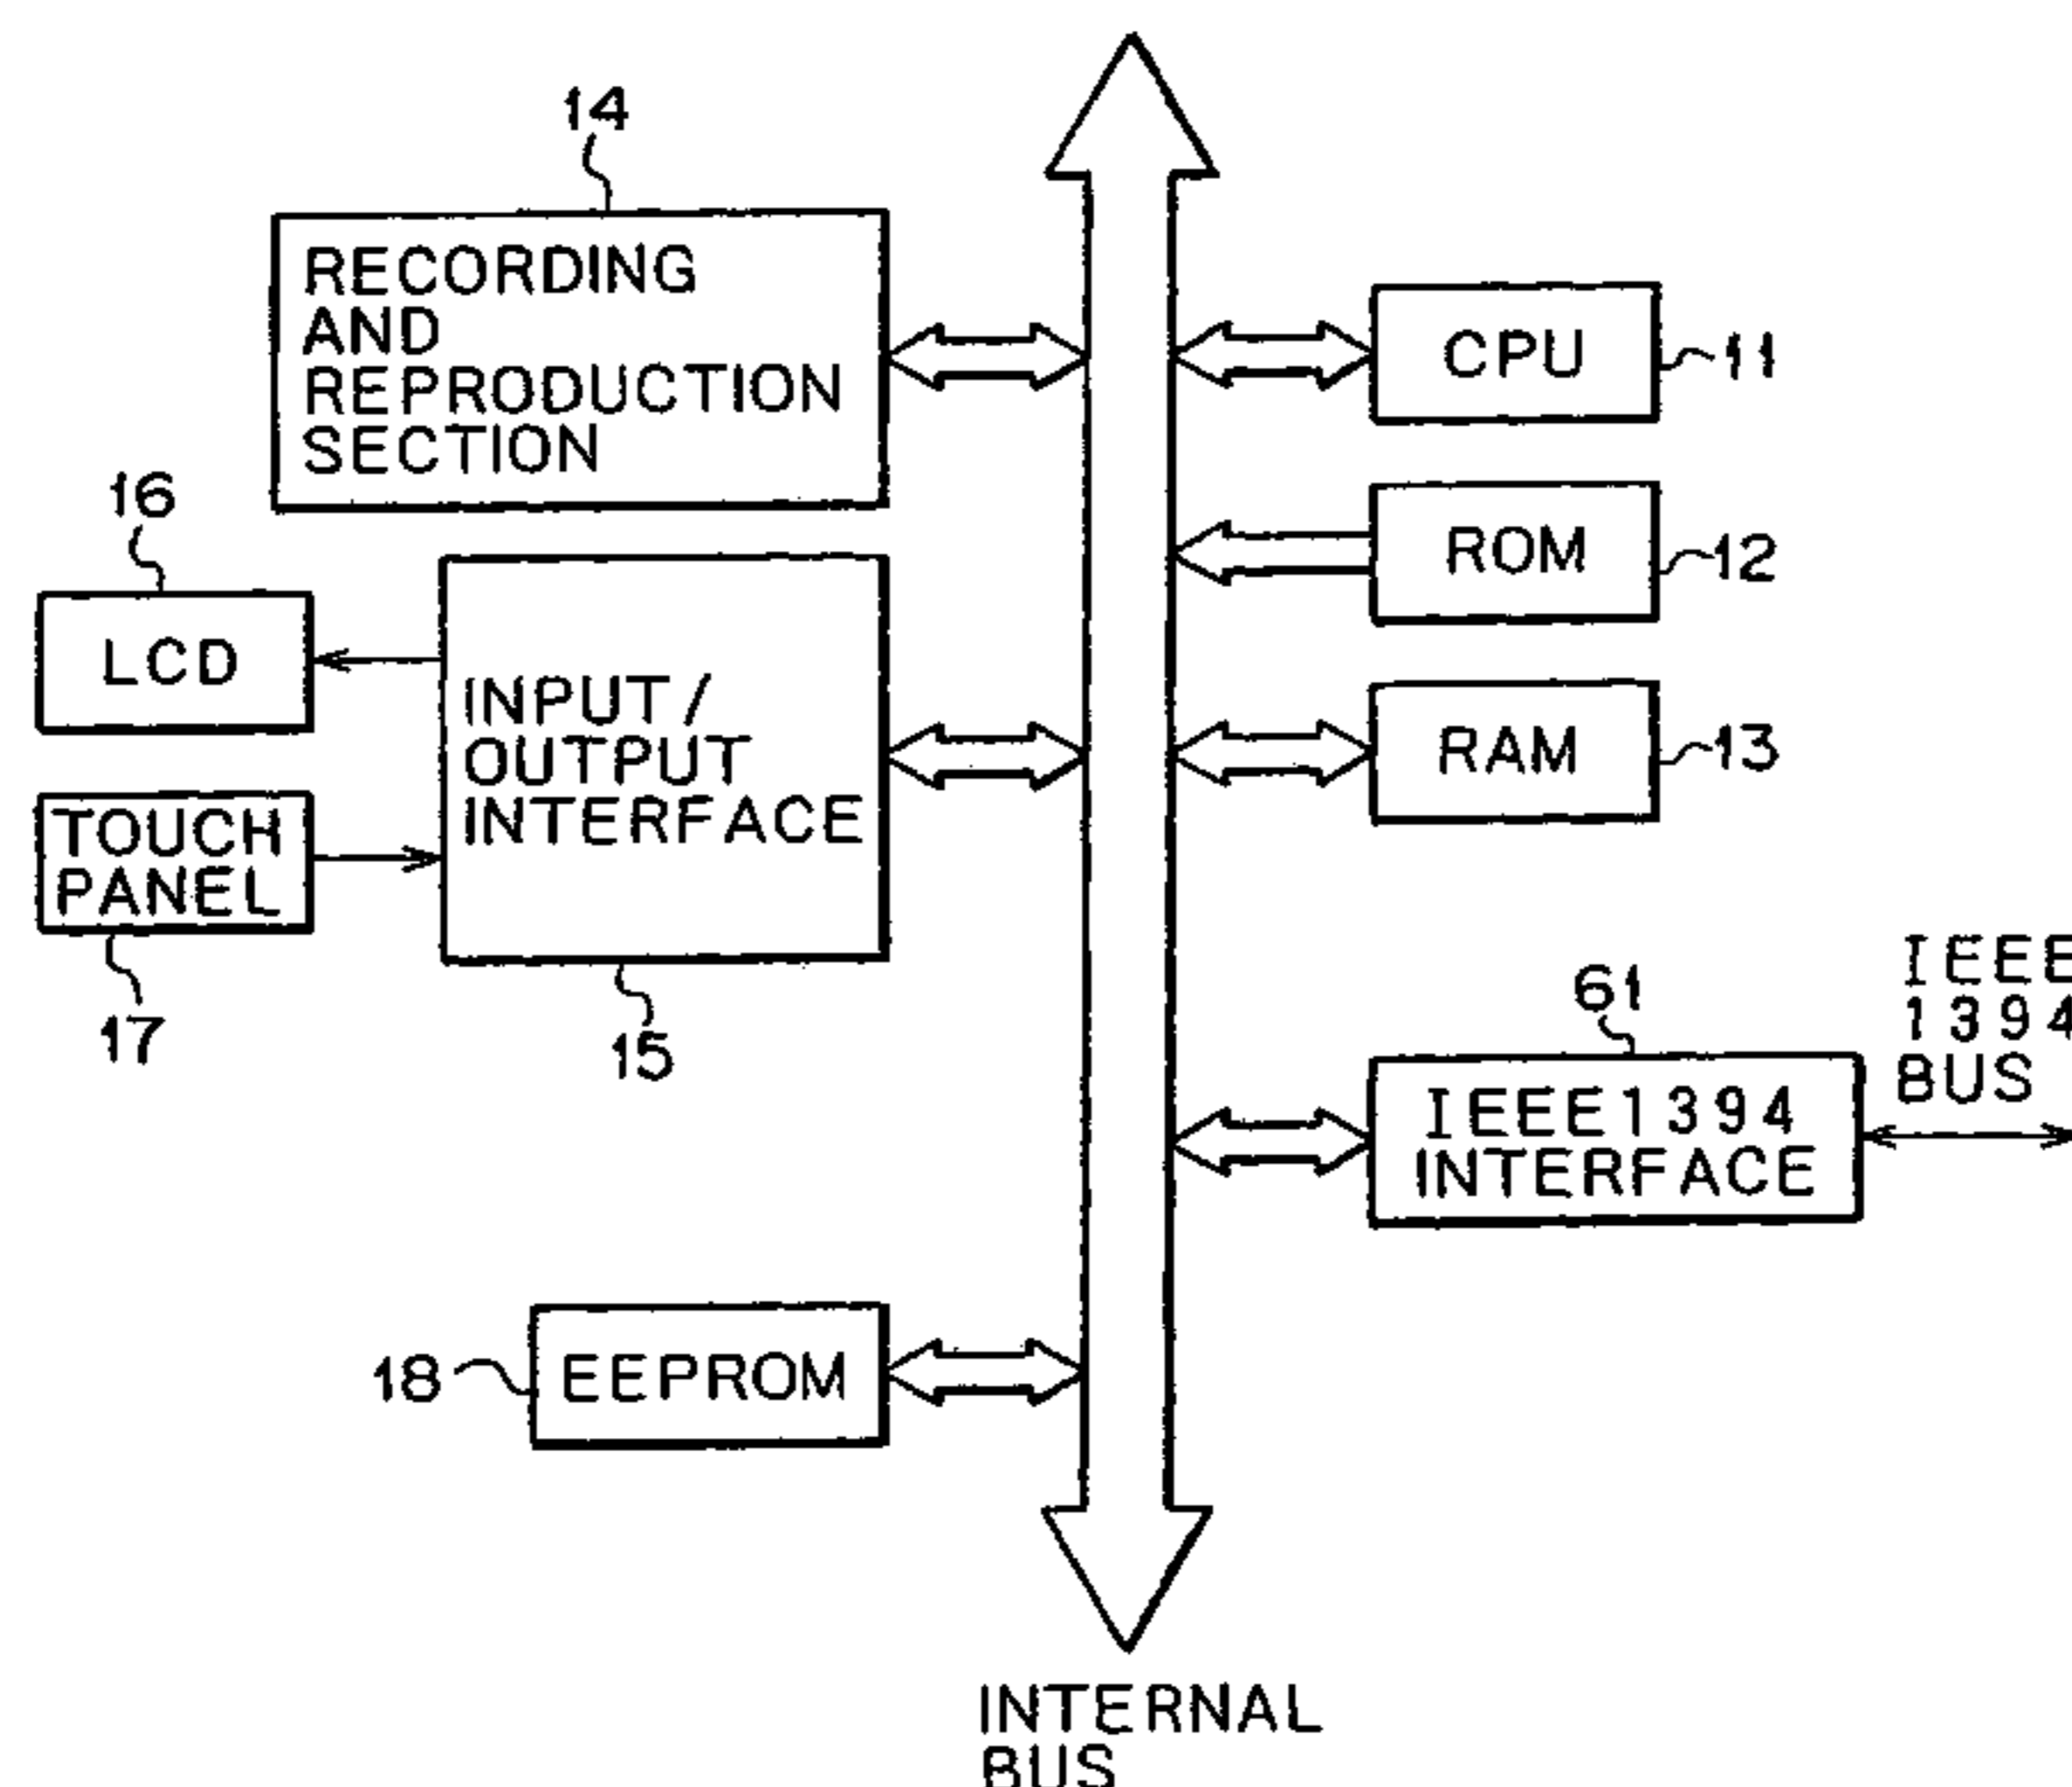 14
RECORDING
AND
REPRODUCTION
SECTION
CPU
11
16
ROM
12
LCD
INPUT/
OUTPUT
INTERFACE
RAM
13
TOUCH
PANEL
17
15
61
IEEE
1394
BUS
IEEE1394
INTERFACE
18
EEPROM
INTERNAL
BUS